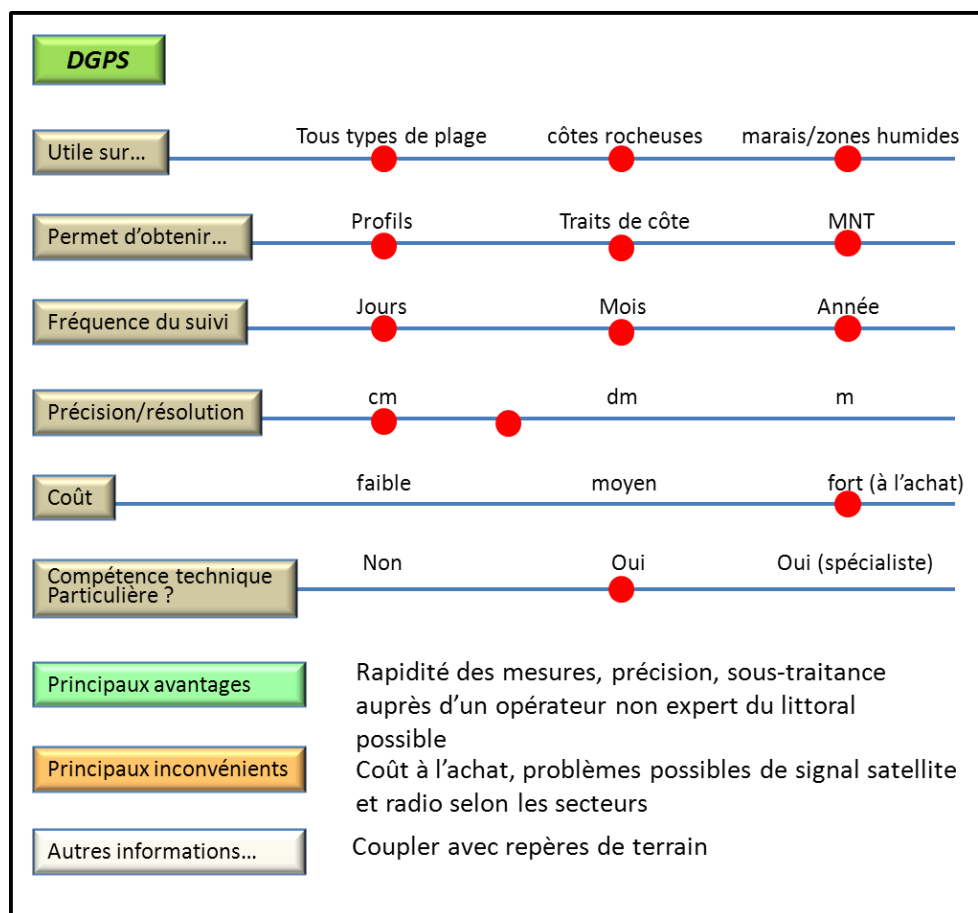 DGPS
Utile sur… Tous types de plage côtes rocheuses marais/zones humides
Permet d’obtenir… Profils Traits de côte MNT
Fréquence du suivi Jours Mois Année
Précision/résolution cm dm m
Coût faible moyen fort (à l’achat)
Compétence technique
Particulière ? Non Oui Oui (spécialiste)
Principaux avantages
Rapidité des mesures, précision, sous-traitance
auprès d’un opérateur non expert du littoral
possible
Principaux inconvénients
Coût à l’achat, problèmes possibles de signal satellite
et radio selon les secteurs
Autres informations…
Coupler avec repères de terrain